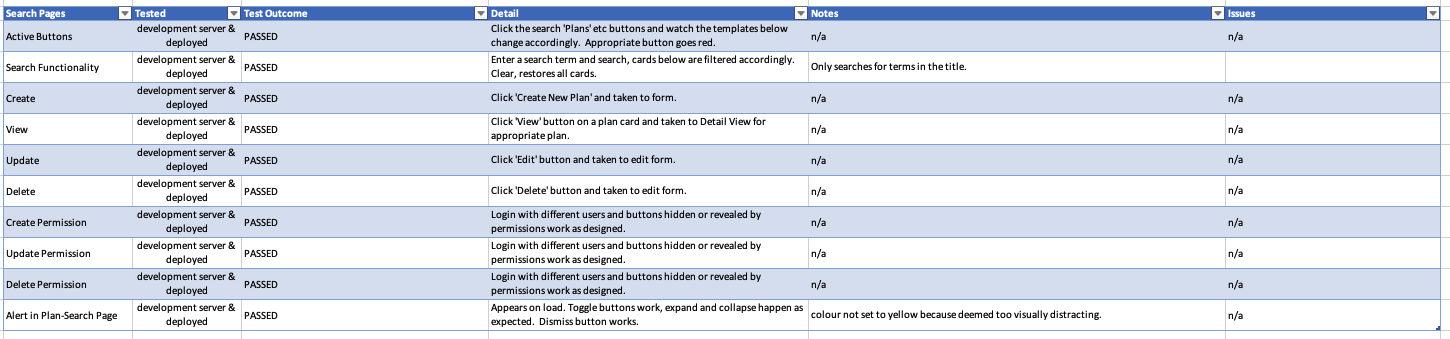 Search Pages Tested Test Outcome Detail Notes Issues
Active Buttons development server & deployed PASSED Click the search 'Plans' etc buttons and watch the templates below change accordingly. Appropriate button goes red. n/a n/a
Search Functionality development server & deployed PASSED Enter a search term and search, cards below are filtered accordingly. Clear, restores all cards. Only searches for terms in the title.
Create development server & deployed PASSED Click 'Create New Plan' and taken to form. n/a n/a
View development server & deployed PASSED Click 'View' button on a plan card and taken to Detail View for appropriate plan. n/a n/a
Update development server & deployed PASSED Click 'Edit' button and taken to edit form. n/a n/a
Delete development server & deployed PASSED Click 'Delete' button and taken to edit form. n/a n/a
Create Permission development server & deployed PASSED Login with different users and buttons hidden or revealed by permissions work as designed. n/a n/a
Update Permission development server & deployed PASSED Login with different users and buttons hidden or revealed by permissions work as designed. n/a n/a
Delete Permission development server & deployed PASSED Login with different users and buttons hidden or revealed by permissions work as designed. n/a n/a
Alert in Plan-Search Page development server & deployed PASSED Appears on load. Toggle buttons work, expand and collapse happen as expected. Dismiss button works. colour not set to yellow because deemed too visually distracting. n/a